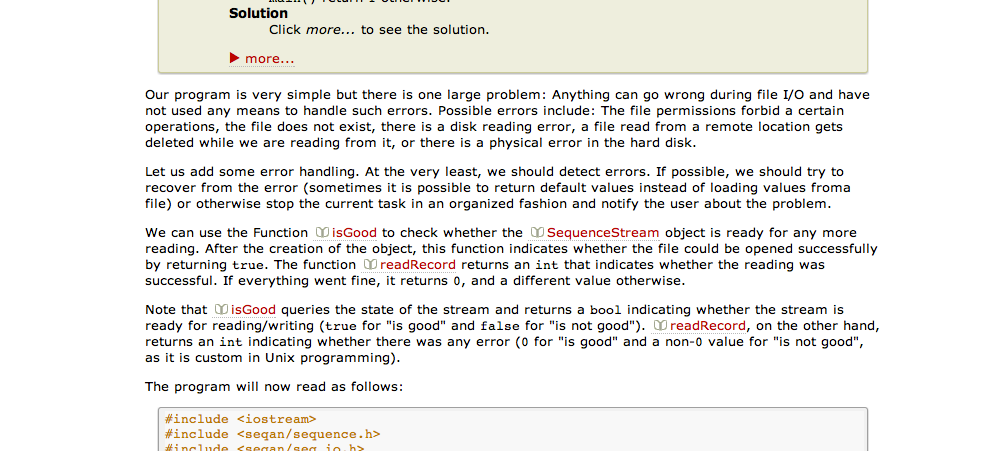 main() return 1 otherwise.
Solution
Click more... to see the solution.
▶ more...
Our program is very simple but there is one large problem: Anything can go wrong during file I/O and have
not used any means to handle such errors. Possible errors include: The file permissions forbid a certain
operations, the file does not exist, there is a disk reading error, a file read from a remote location gets
deleted while we are reading from it, or there is a physical error in the hard disk.
Let us add some error handling. At the very least, we should detect errors. If possible, we should try to
recover from the error (sometimes it is possible to return default values instead of loading values froma
file) or otherwise stop the current task in an organized fashion and notify the user about the problem.
We can use the Function isGood to check whether the SequenceStream object is ready for any more
reading. After the creation of the object, this function indicates whether the file could be opened successfully
by returning true. The function readRecord returns an int that indicates whether the reading was
successful. If everything went fine, it returns 0, and a different value otherwise.
Note that isGood queries the state of the stream and returns a bool indicating whether the stream is
ready for reading/writing (true for "is good" and false for "is not good"). readRecord, on the other hand,
returns an int indicating whether there was any error (0 for "is good" and a non-0 value for "is not good",
as it is custom in Unix programming).
The program will now read as follows:
#include <iostream>
#include <seqan/sequence.h>
#include <seqan/seq_io.h>